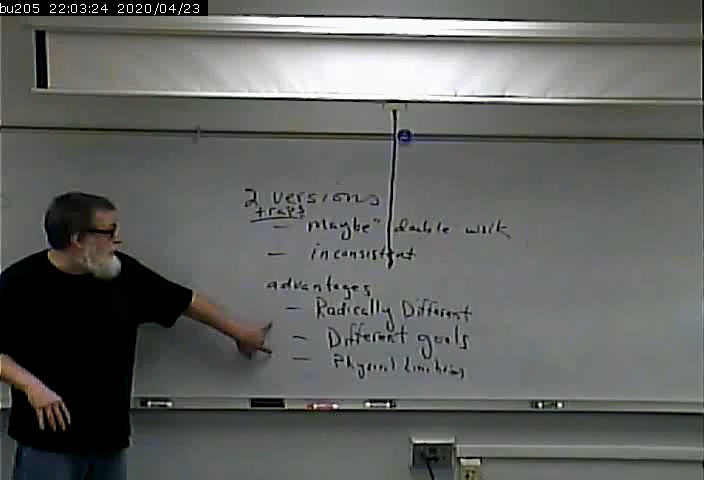 bu205 22:03:24 2020/04/23
2 versions
traps
- Maybe" double work
- inconsistent
advantages
- Radically Different
- Different goals
- Physical